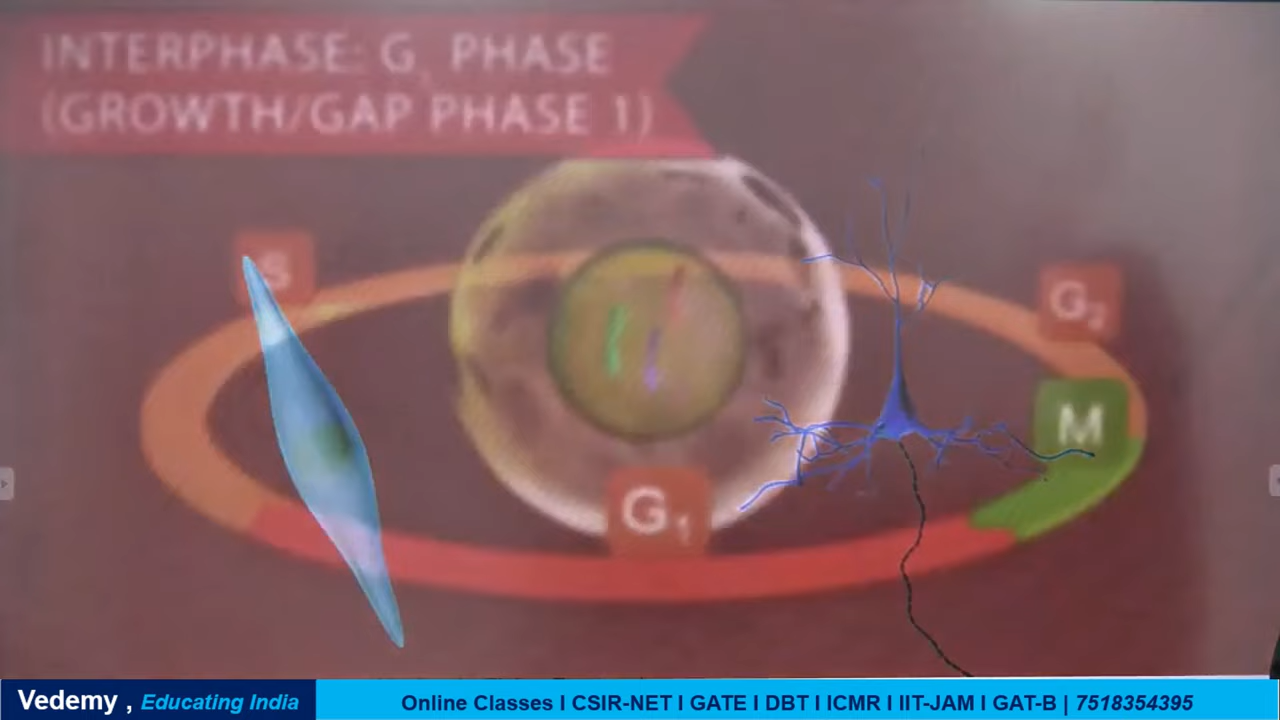 INTERPHASE: G₁ PHASE
(GROWTH/GAP PHASE 1)
S
G₂
M
G₁
Vedemy , Educating India
Online Classes I CSIR-NET I GATE I DBT I ICMR I IIT-JAM I GAT-B | 7518354395